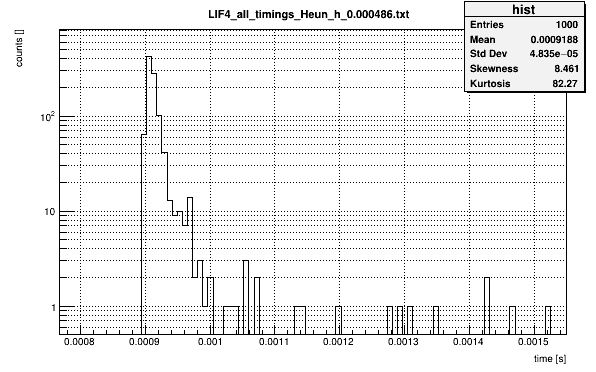 LIF4_all_timings_Heun_h_0.000486.txt
hist
Entries 1000
Mean 0.0009188
Std Dev 4.835e−05
Skewness 8.461
Kurtosis 82.27
counts []
10²
10
1
0.0008 0.0009 0.001 0.0011 0.0012 0.0013 0.0014 0.0015
time [s]